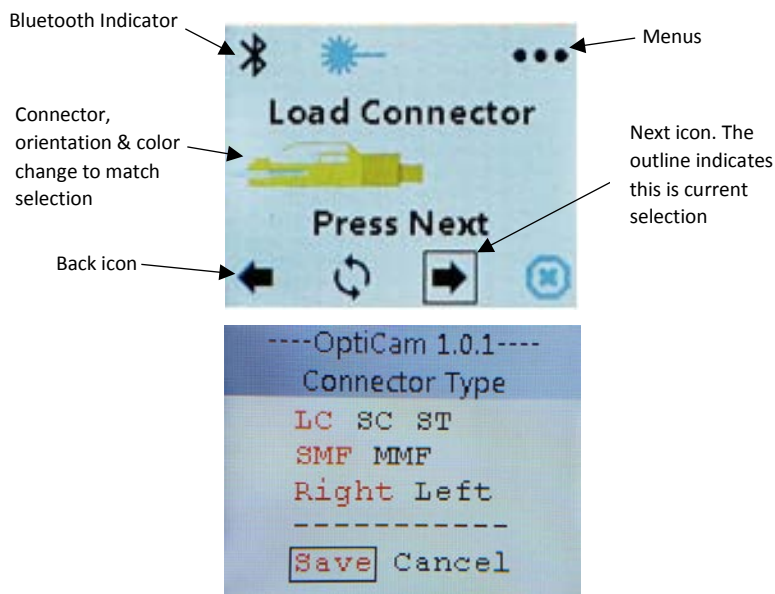 Bluetooth Indicator
Menus
Load Connector
Connector,
orientation & color
change to match
selection
Next icon. The
outline indicates
this is current
selection
Press Next
Back icon
----OptiCam 1.0.1----
Connector Type
LC SC ST
SMF MMF
Right Left
-----------
Save Cancel